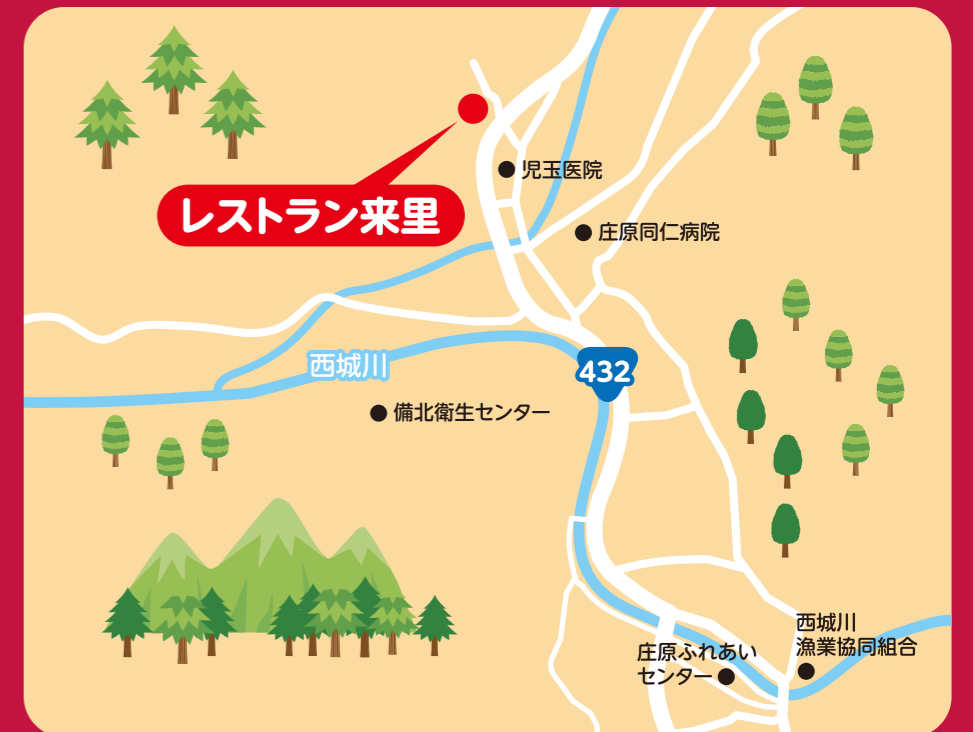 児玉医院
レストラン来里
庄原同仁病院
西城川
432
備北衛生センター
西城川
漁業協同組合
庄原ふれあい
センター